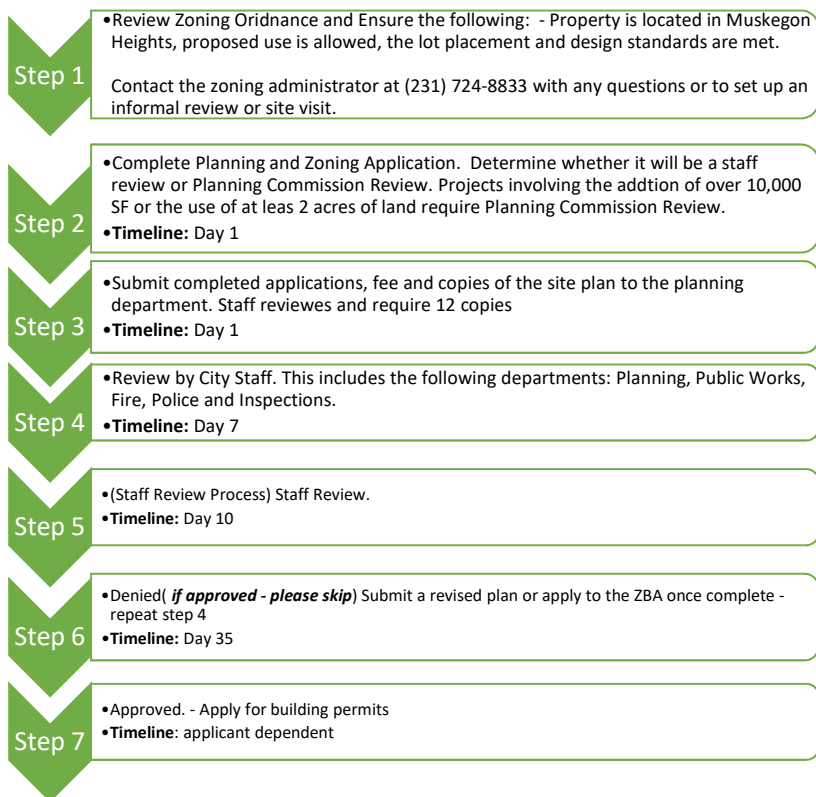 Step 1
•Review Zoning Oridnance and Ensure the following:  - Property is located in Muskegon
Heights, proposed use is allowed, the lot placement and design standards are met.
Contact the zoning administrator at (231) 724-8833 with any questions or to set up an
informal review or site visit.
Step 2
•Complete Planning and Zoning Application.  Determine whether it will be a staff
review or Planning Commission Review. Projects involving the addtion of over 10,000
SF or the use of at leas 2 acres of land require Planning Commission Review.
•Timeline: Day 1
Step 3
•Submit completed applications, fee and copies of the site plan to the planning
department. Staff reviewes and require 12 copies
•Timeline: Day 1
Step 4
•Review by City Staff. This includes the following departments: Planning, Public Works,
Fire, Police and Inspections.
•Timeline: Day 7
Step 5
•(Staff Review Process) Staff Review.
•Timeline: Day 10
Step 6
•Denied( if approved - please skip) Submit a revised plan or apply to the ZBA once complete -
repeat step 4
•Timeline: Day 35
Step 7
•Approved. - Apply for building permits
•Timeline: applicant dependent